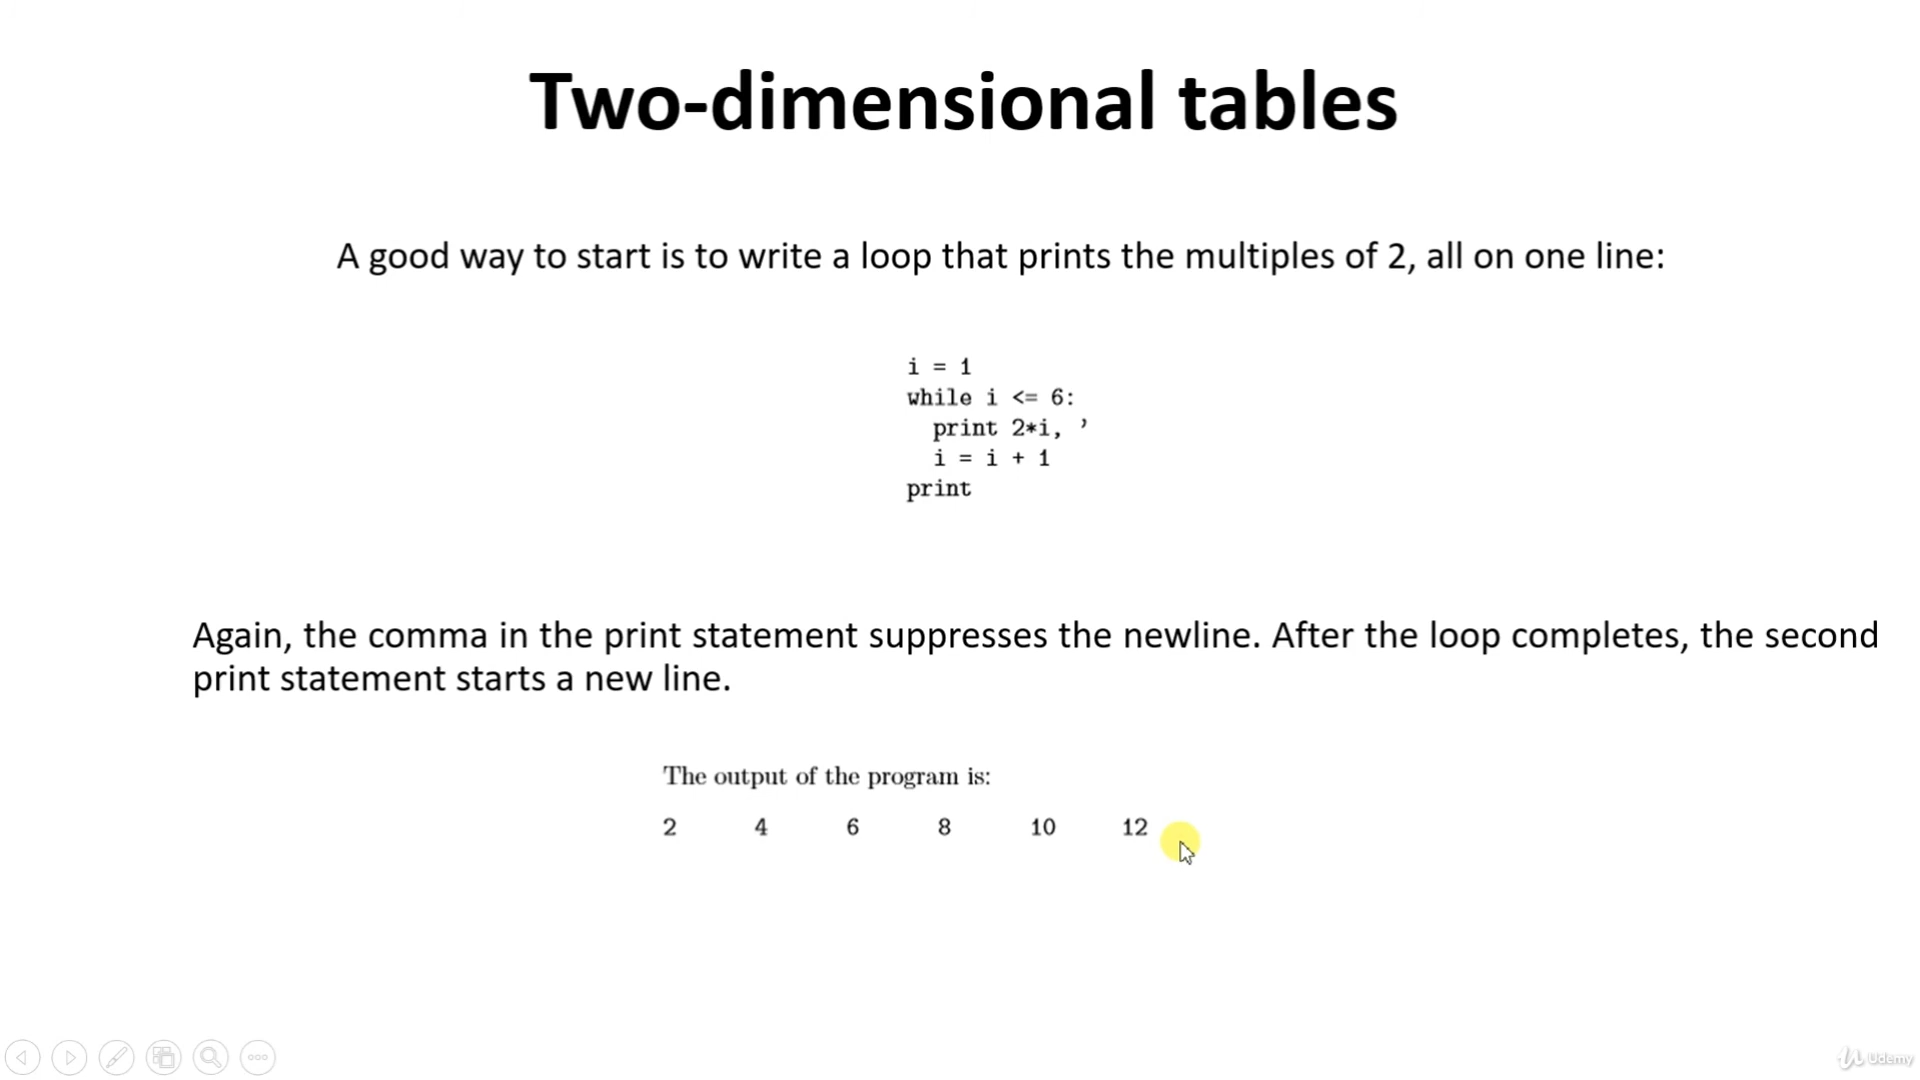 Two-dimensional tables
A good way to start is to write a loop that prints the multiples of 2, all on one line:
i = 1
while i <= 6:
  print 2*i, ’
  i = i + 1
print
Again, the comma in the print statement suppresses the newline. After the loop completes, the second
print statement starts a new line.
The output of the program is:
2 4 6 8 10 12
Udemy